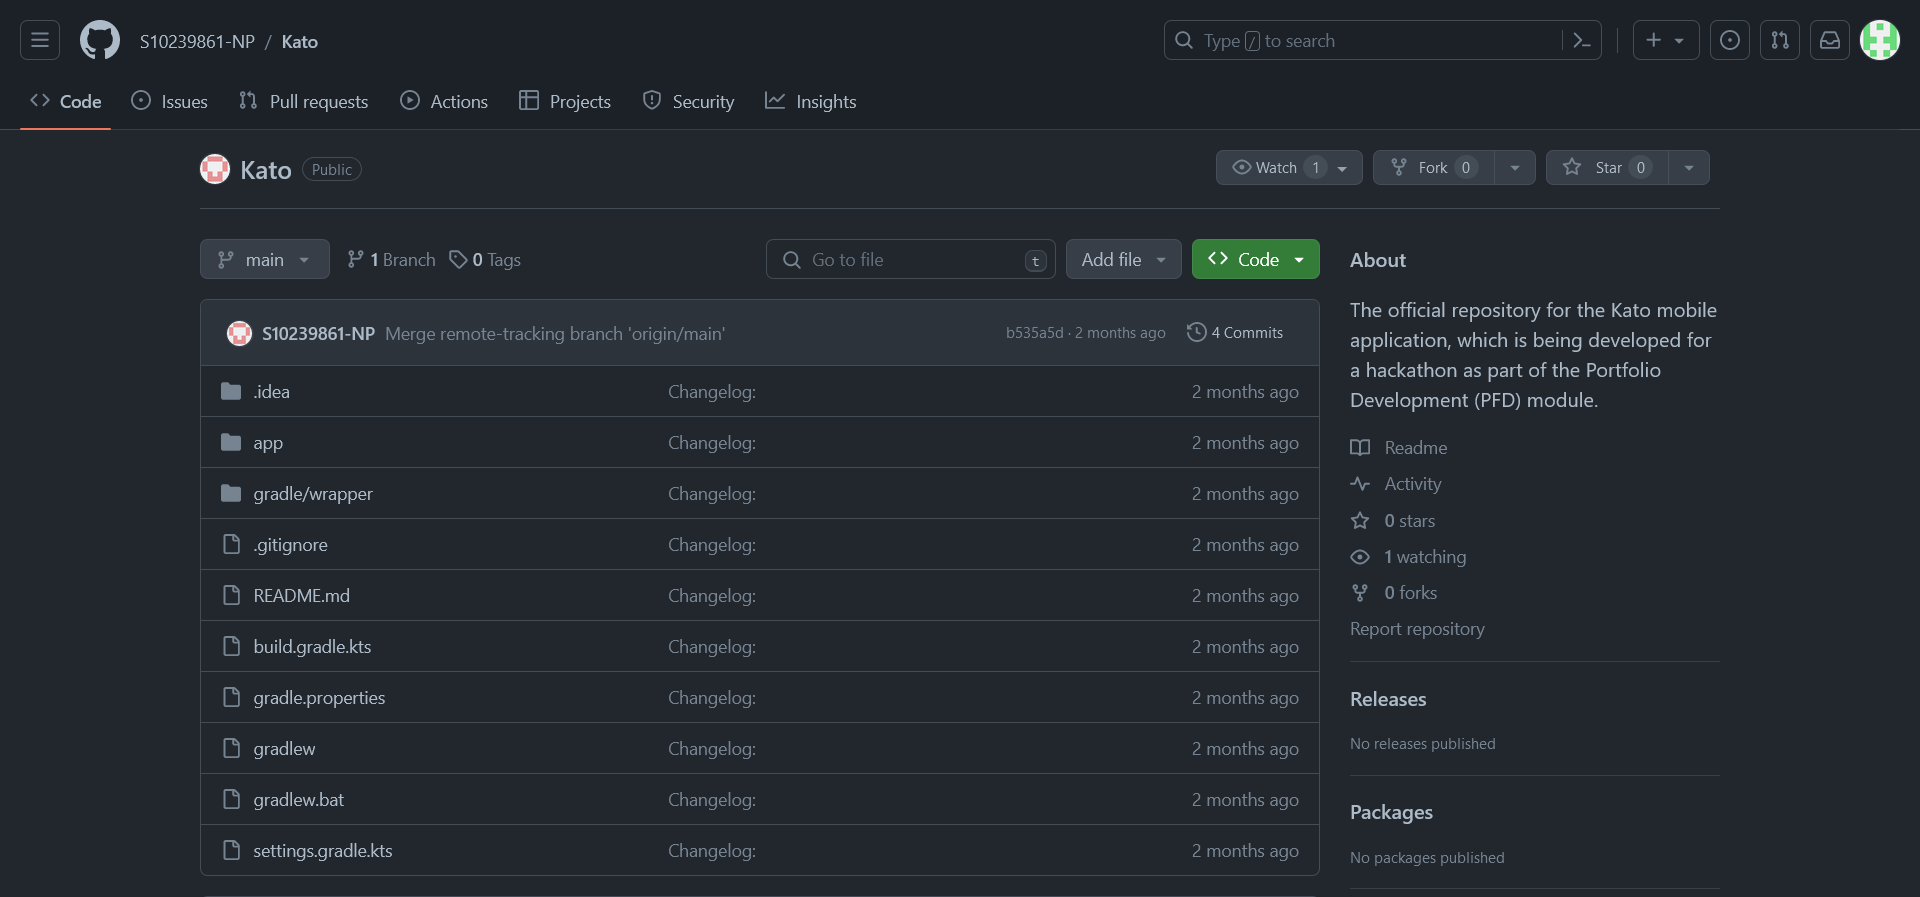 S10239861-NP / Kato
Type / to search
Code Issues Pull requests Actions Projects Security Insights
Kato Public
Watch 1 Fork 0 Star 0
main 1 Branch 0 Tags Go to file t Add file Code
S10239861-NP Merge remote-tracking branch 'origin/main' b535a5d · 2 months ago 4 Commits
.idea Changelog: 2 months ago
app Changelog: 2 months ago
gradle/wrapper Changelog: 2 months ago
.gitignore Changelog: 2 months ago
README.md Changelog: 2 months ago
build.gradle.kts Changelog: 2 months ago
gradle.properties Changelog: 2 months ago
gradlew Changelog: 2 months ago
gradlew.bat Changelog: 2 months ago
settings.gradle.kts Changelog: 2 months ago
About
The official repository for the Kato mobile
application, which is being developed for
a hackathon as part of the Portfolio
Development (PFD) module.
Readme
Activity
0 stars
1 watching
0 forks
Report repository
Releases
No releases published
Packages
No packages published